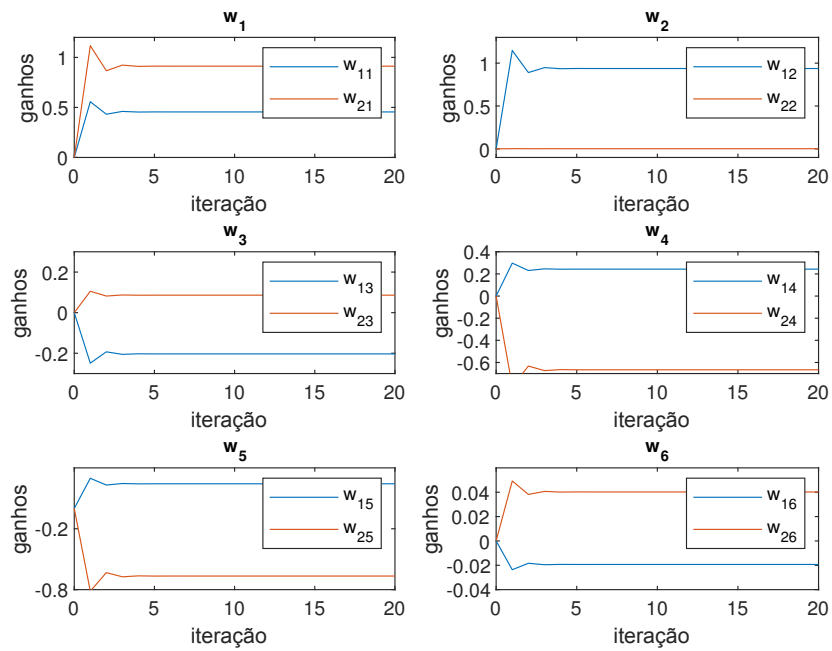 w1
ganhos
1
0.5
0
w11
w21
0 5 10 15 20
iteração
w2
ganhos
1
0.5
0
w12
w22
0 5 10 15 20
iteração
w3
ganhos
0.2
0
-0.2
w13
w23
0 5 10 15 20
iteração
w4
ganhos
0.4
0.2
0
-0.2
-0.4
-0.6
w14
w24
0 5 10 15 20
iteração
w5
ganhos
-0.2
-0.8
w15
w25
0 5 10 15 20
iteração
w6
ganhos
0.04
0.02
0
-0.02
-0.04
w16
w26
0 5 10 15 20
iteração